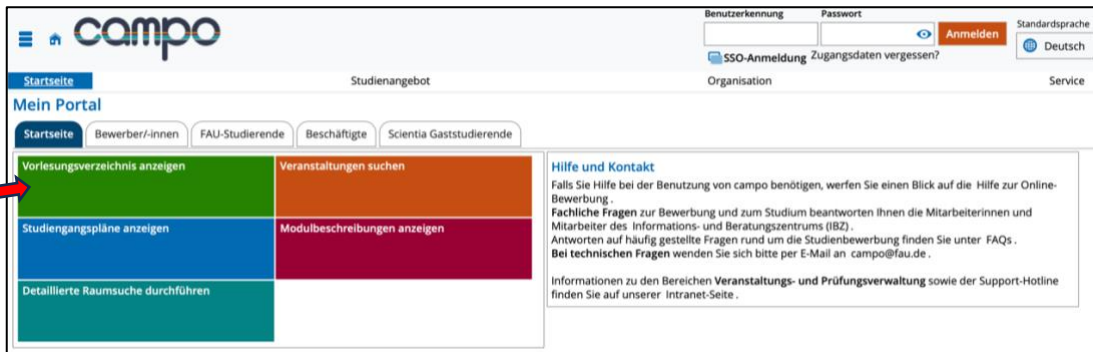 campo
Benutzerkennung
Passwort
Anmelden
SSO-Anmeldung
Zugangsdaten vergessen?
Standardsprache
Deutsch
Startseite
Studienangebot
Organisation
Service
Mein Portal
Startseite
Bewerber/-innen
FAU-Studierende
Beschäftigte
Scientia Gaststudierende
Vorlesungsverzeichnis anzeigen
Veranstaltungen suchen
Studiengangspläne anzeigen
Modulbeschreibungen anzeigen
Detaillierte Raumsuche durchführen
Hilfe und Kontakt
Falls Sie Hilfe bei der Benutzung von campo benötigen, werfen Sie einen Blick auf die Hilfe zur Online-
Bewerbung .
Fachliche Fragen zur Bewerbung und zum Studium beantworten Ihnen die Mitarbeiterinnen und
Mitarbeiter des Informations- und Beratungszentrums (IBZ) .
Antworten auf häufig gestellte Fragen rund um die Studienbewerbung finden Sie unter FAQs .
Bei technischen Fragen wenden Sie sich bitte per E-Mail an campo@fau.de .
Informationen zu den Bereichen Veranstaltungs- und Prüfungsverwaltung sowie der Support-Hotline
finden Sie auf unserer Intranet-Seite .